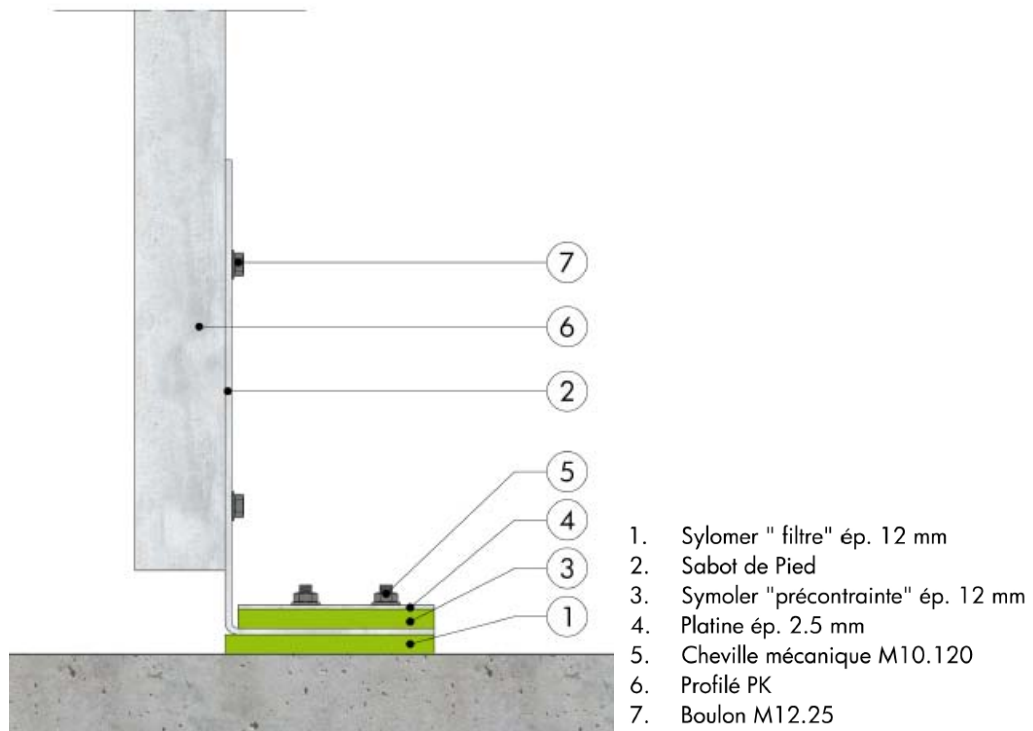 7
6
2
5
4
3
1
1. Sylomer " filtre" ép. 12 mm
2. Sabot de Pied
3. Symoler "précontrainte" ép. 12 mm
4. Platine ép. 2.5 mm
5. Cheville mécanique M10.120
6. Profilé PK
7. Boulon M12.25